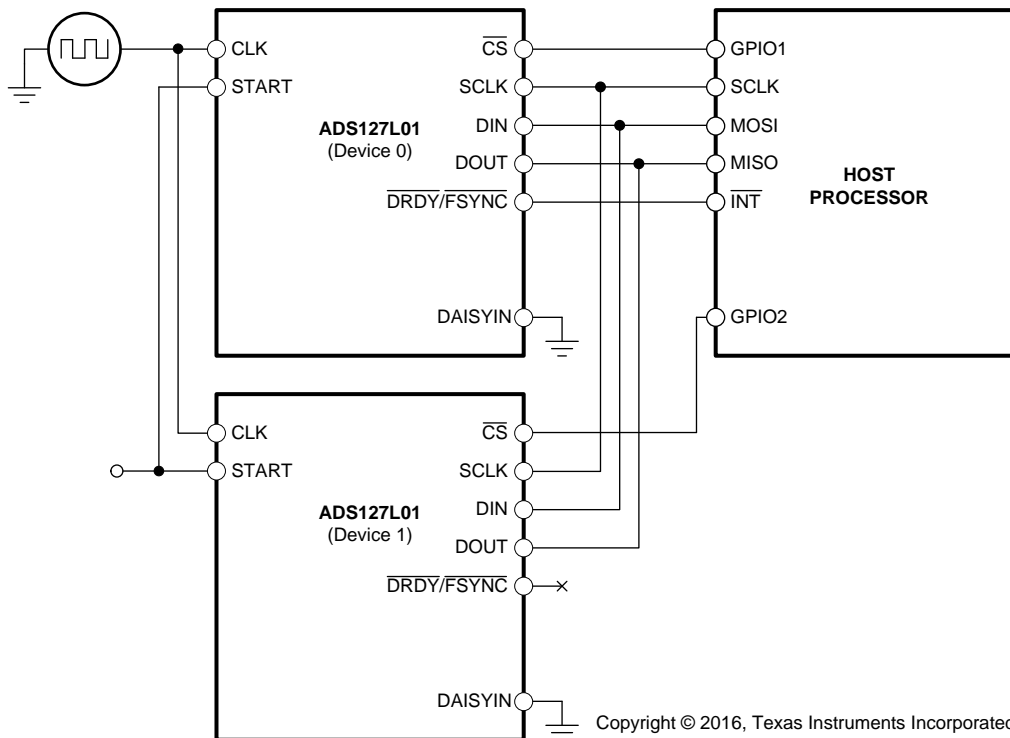 CLK
START
ADS127L01
(Device 0)
CS
SCLK
DIN
DOUT
DRDY/FSYNC
DAISYIN
GPIO1
SCLK
MOSI
MISO
INT
HOST
PROCESSOR
GPIO2
CLK
START
ADS127L01
(Device 1)
CS
SCLK
DIN
DOUT
DRDY/FSYNC
DAISYIN
Copyright © 2016, Texas Instruments Incorporated